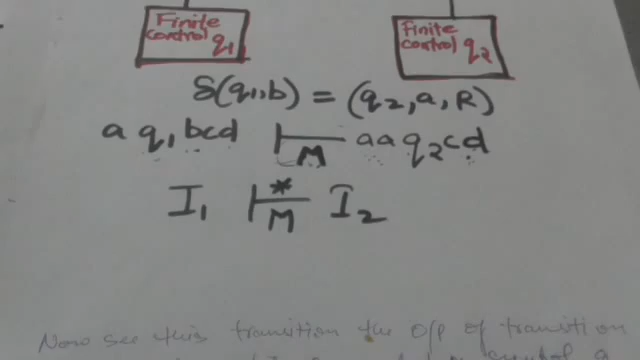 Finite control q₁
Finite control q₂
δ(q₁, b) = (q₂, a, R)
a q₁ bcd ⊢M aa q₂ cd
I₁ ⊢*M I₂
Now see this transition the o/p of transition
symbol a